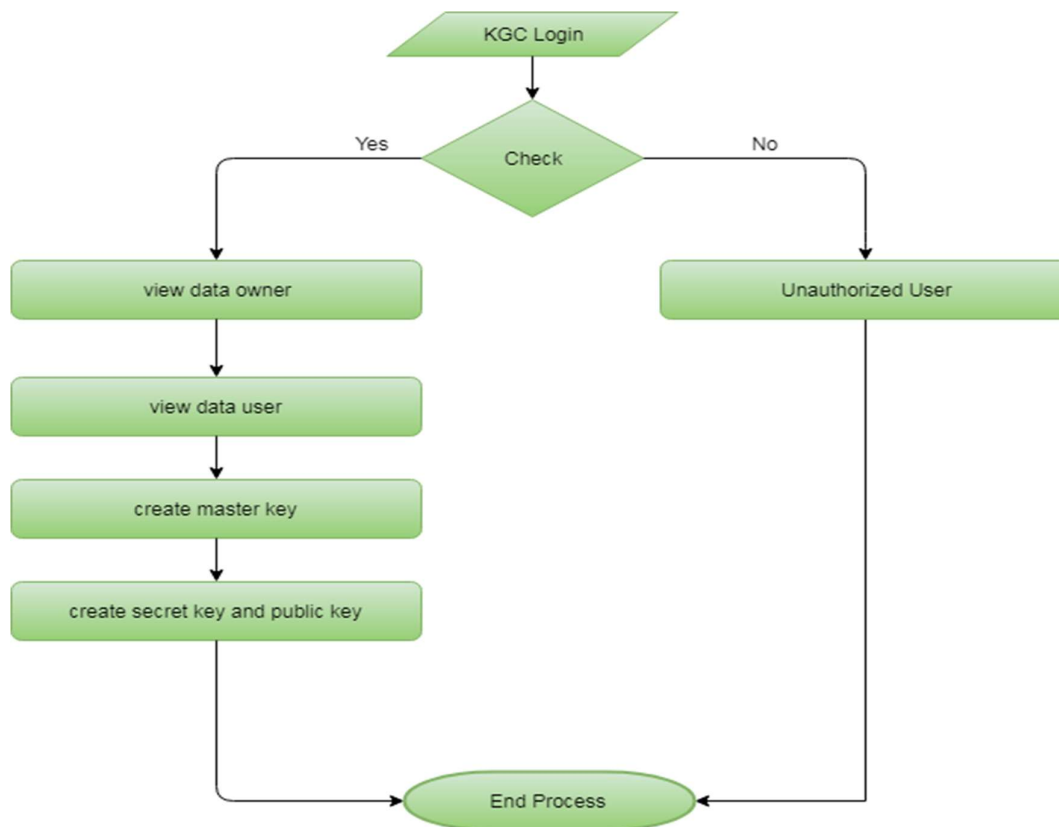 KGC Login
Check
Yes
No
view data owner
Unauthorized User
view data user
create master key
create secret key and public key
End Process